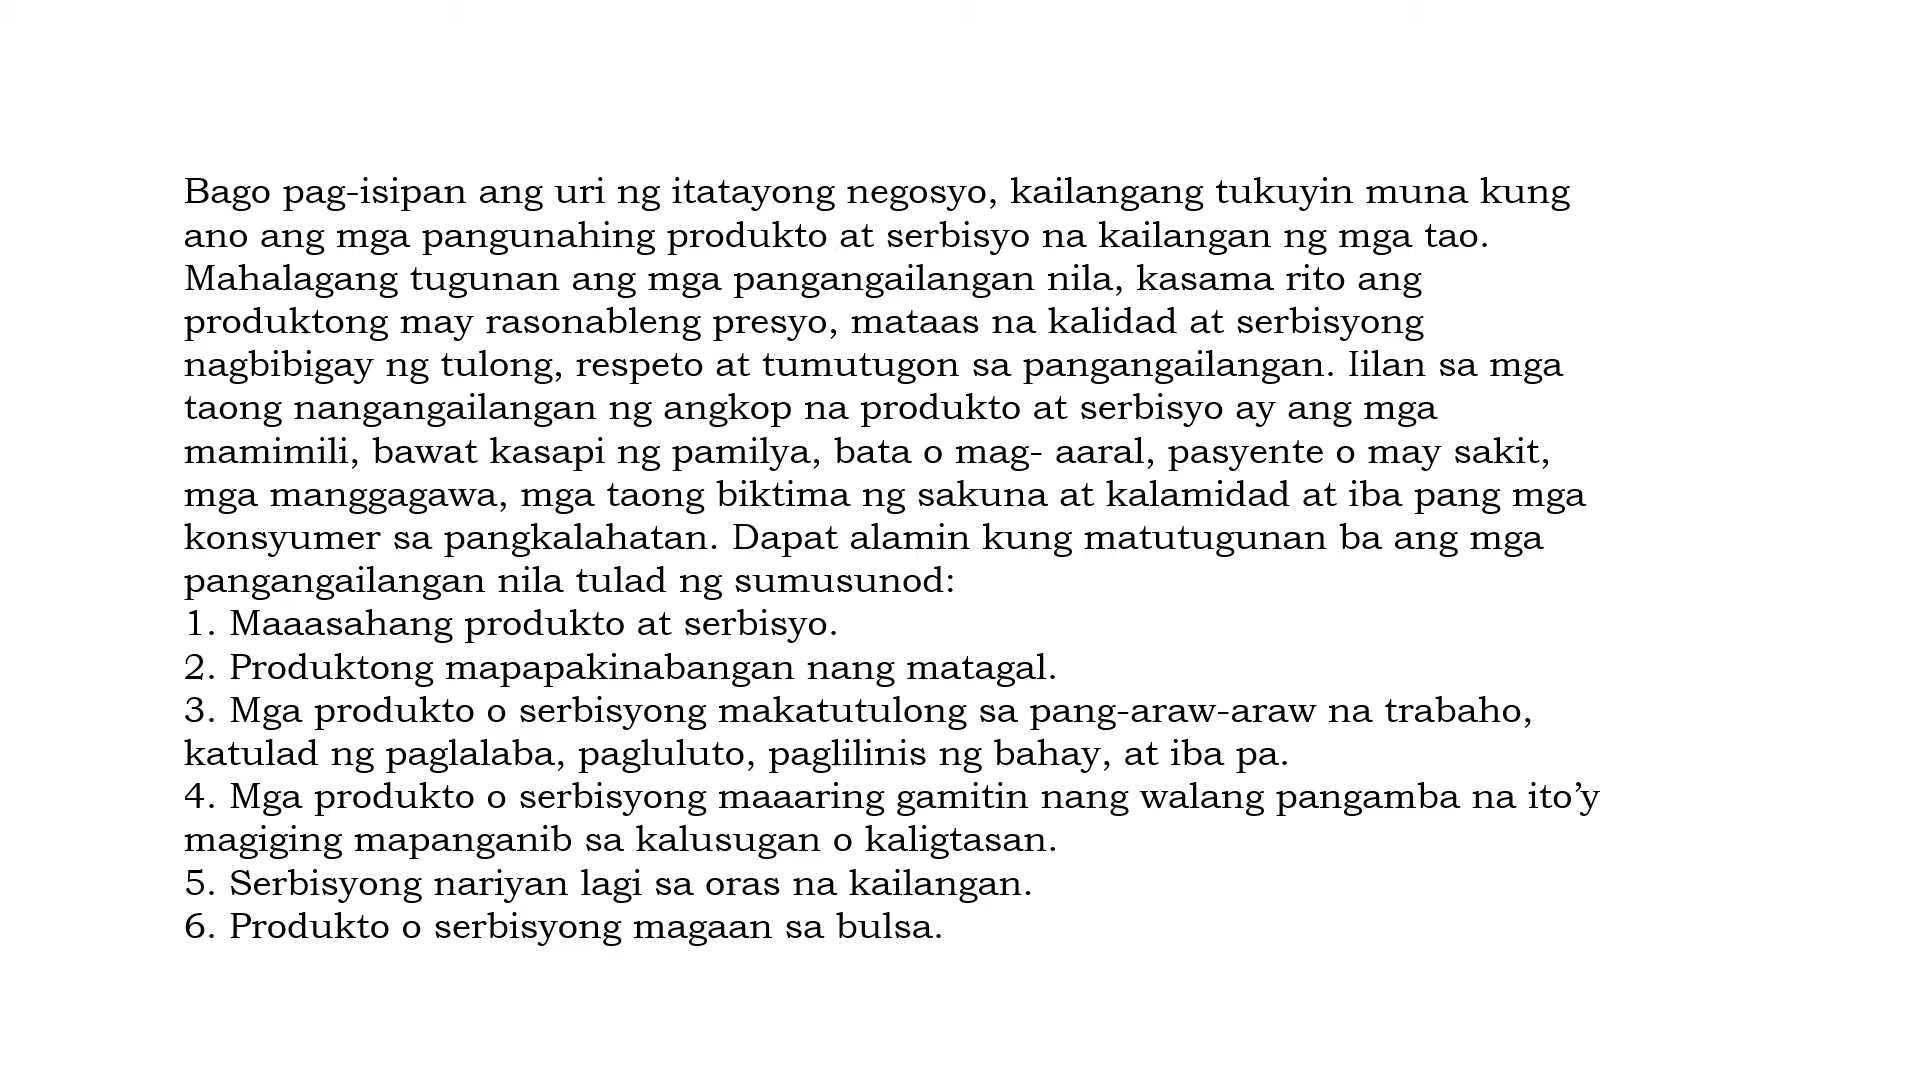 Bago pag-isipan ang uri ng itatayong negosyo, kailangang tukuyin muna kung
ano ang mga pangunahing produkto at serbisyo na kailangan ng mga tao.
Mahalagang tugunan ang mga pangangailangan nila, kasama rito ang
produktong may rasonableng presyo, mataas na kalidad at serbisyong
nagbibigay ng tulong, respeto at tumutugon sa pangangailangan. Iilan sa mga
taong nangangailangan ng angkop na produkto at serbisyo ay ang mga
mamimili, bawat kasapi ng pamilya, bata o mag- aaral, pasyente o may sakit,
mga manggagawa, mga taong biktima ng sakuna at kalamidad at iba pang mga
konsyumer sa pangkalahatan. Dapat alamin kung matutugunan ba ang mga
pangangailangan nila tulad ng sumusunod:
1. Maaasahang produkto at serbisyo.
2. Produktong mapapakinabangan nang matagal.
3. Mga produkto o serbisyong makatutulong sa pang-araw-araw na trabaho,
katulad ng paglalaba, pagluluto, paglilinis ng bahay, at iba pa.
4. Mga produkto o serbisyong maaaring gamitin nang walang pangamba na ito’y
magiging mapanganib sa kalusugan o kaligtasan.
5. Serbisyong nariyan lagi sa oras na kailangan.
6. Produkto o serbisyong magaan sa bulsa.